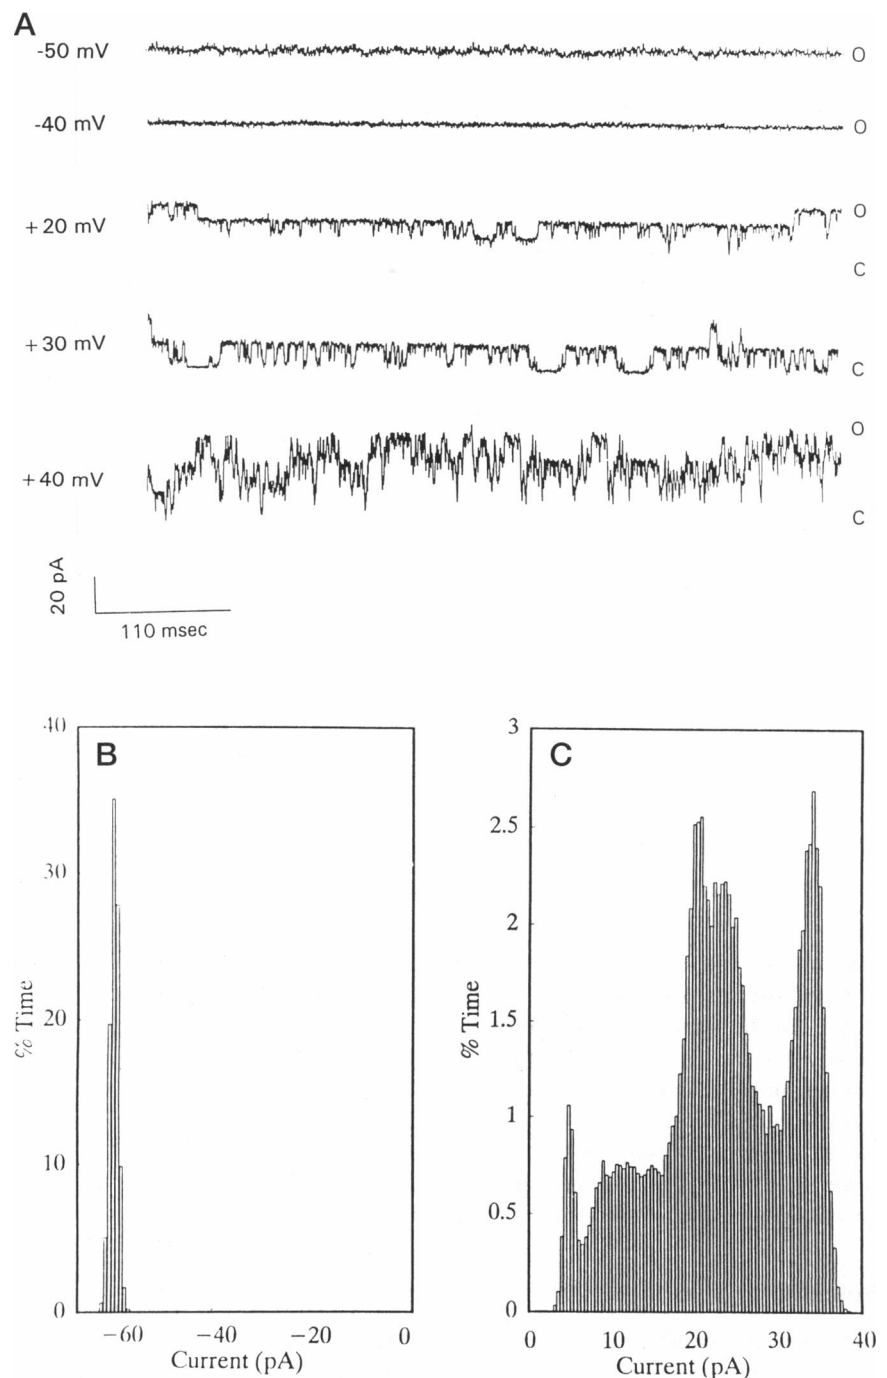 A
-50 mV O
-40 mV O
+20 mV O
C
+30 mV C
O
+40 mV
C
20 pA
110 msec
B
40
30
20
10
0
% Time
-60 -40 -20 0
Current (pA)
C
3
2.5
2
1.5
1
0.5
0
% Time
0 10 20 30 40
Current (pA)